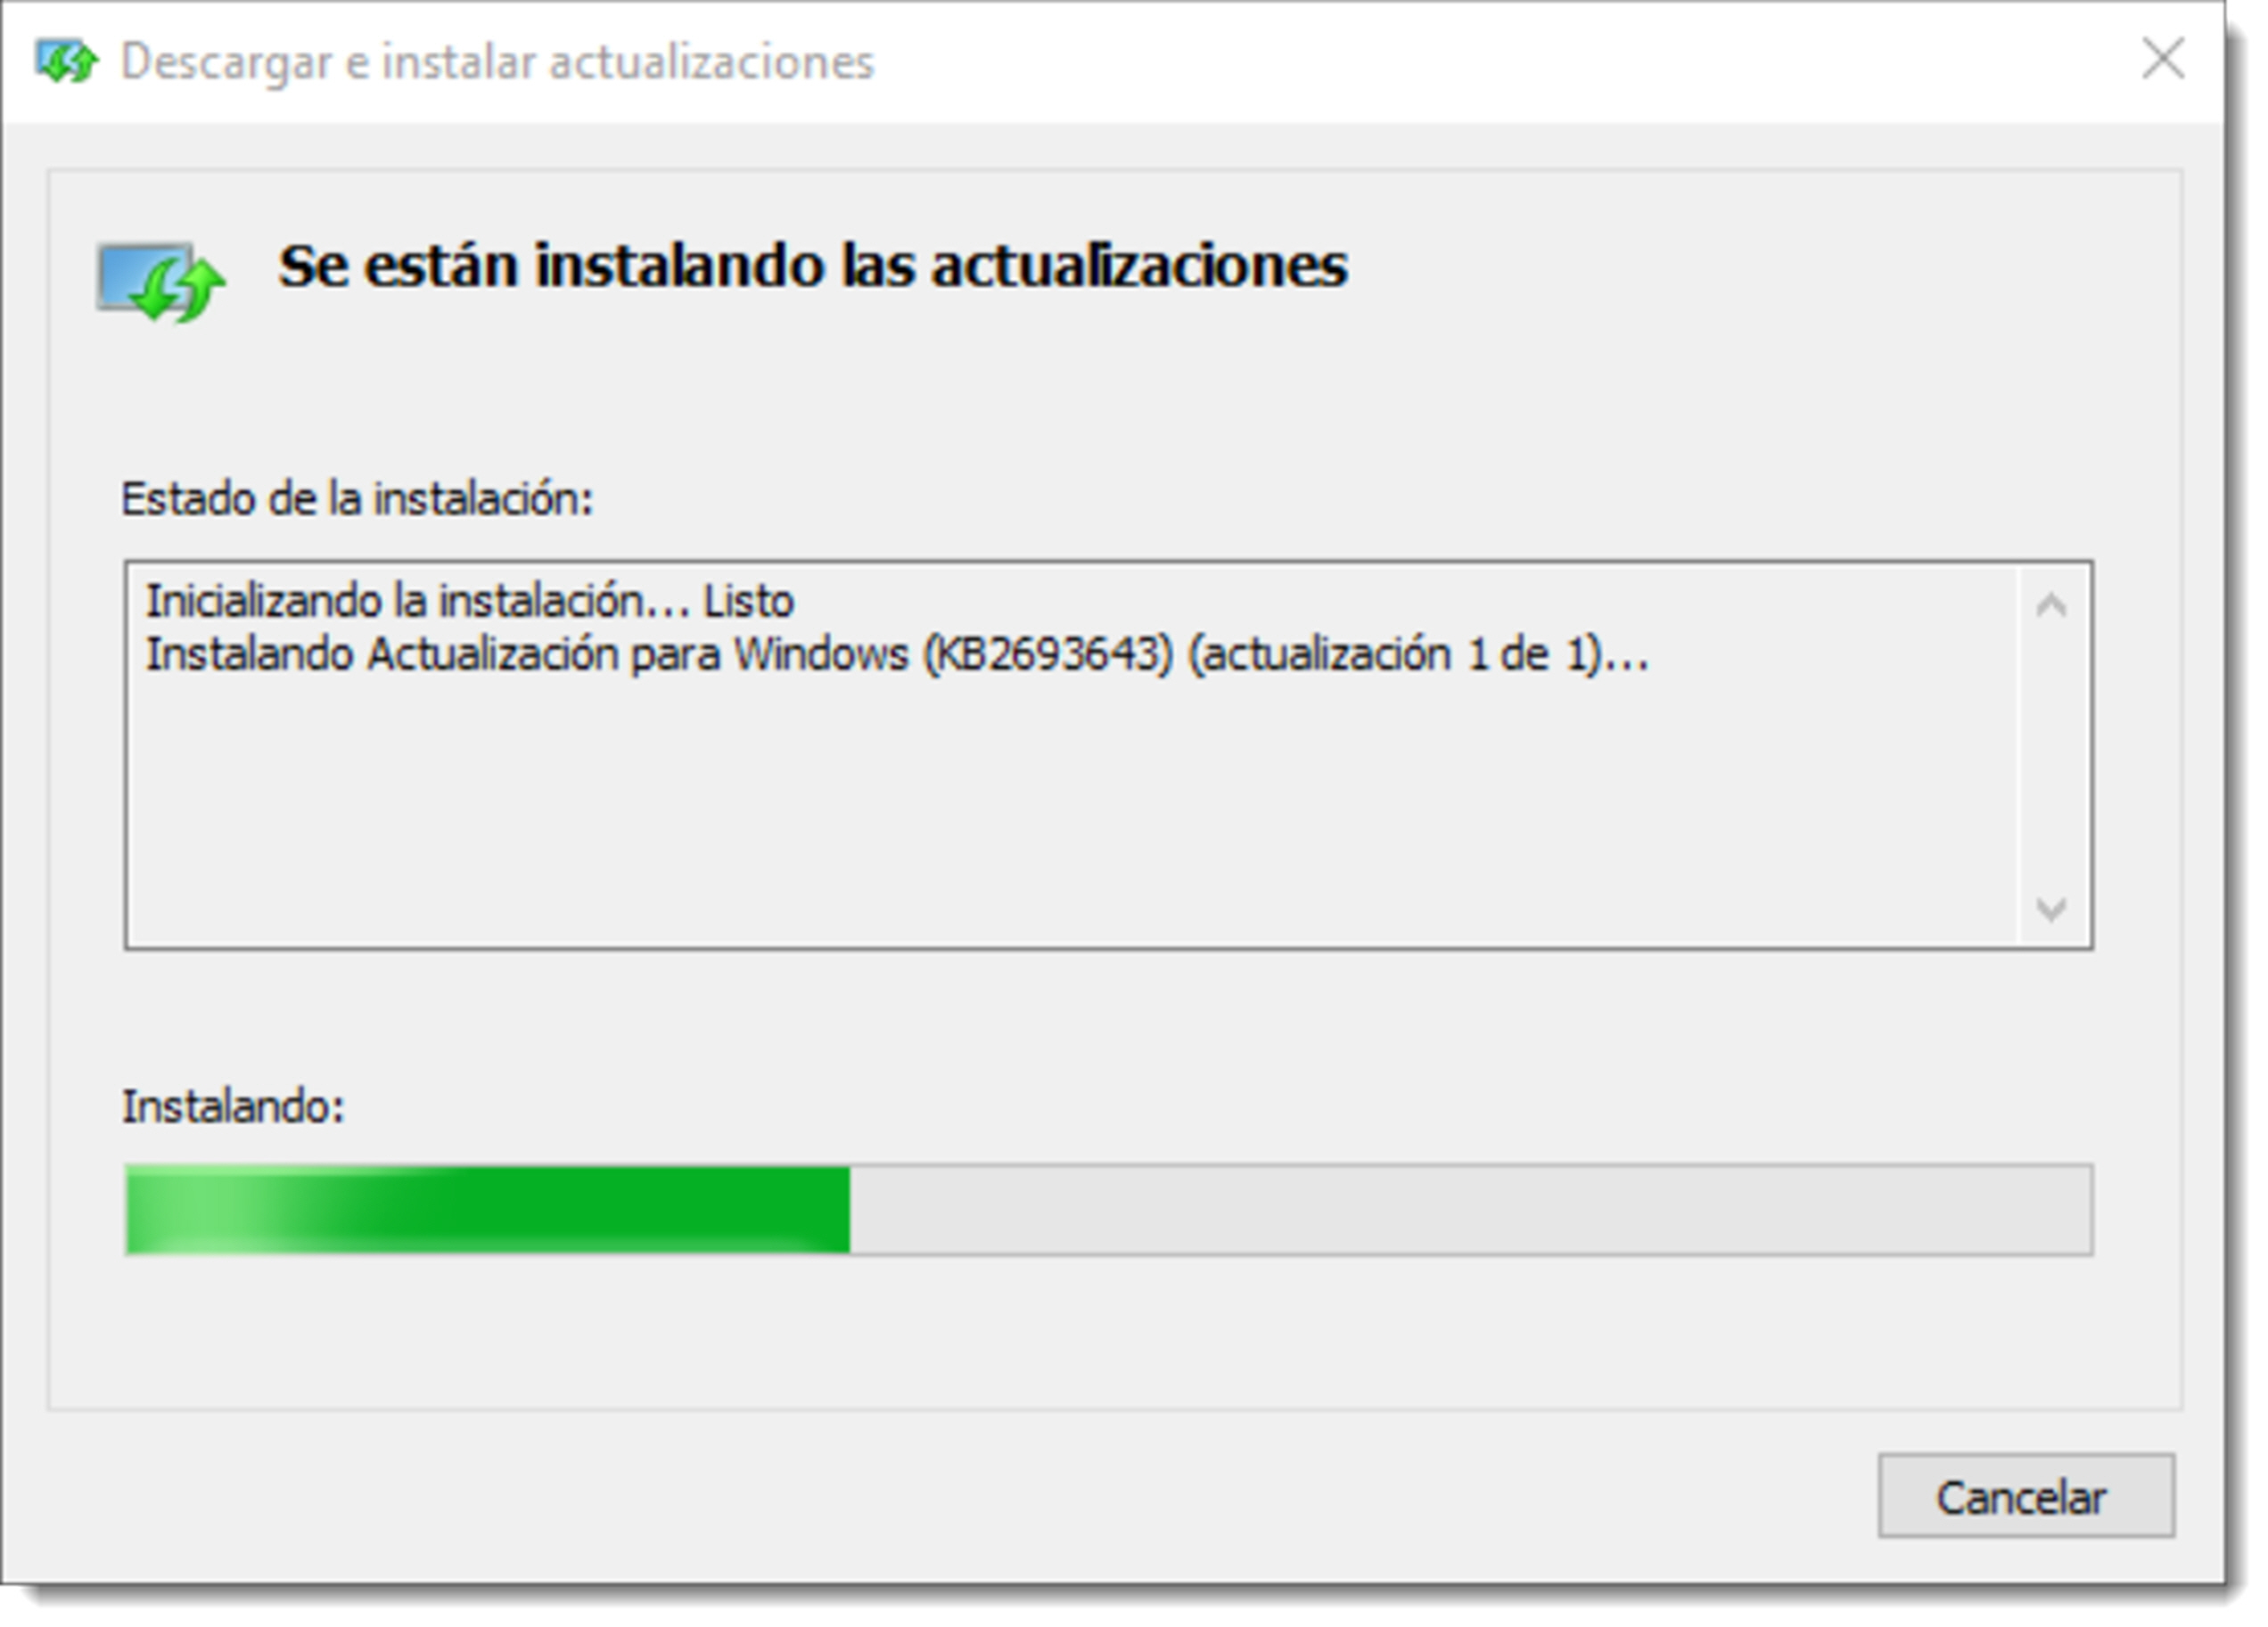 Descargar e instalar actualizaciones
Se están instalando las actualizaciones
Estado de la instalación:
Inicializando la instalación... Listo
Instalando Actualización para Windows (KB2693643) (actualización 1 de 1)...
Instalando:
Cancelar